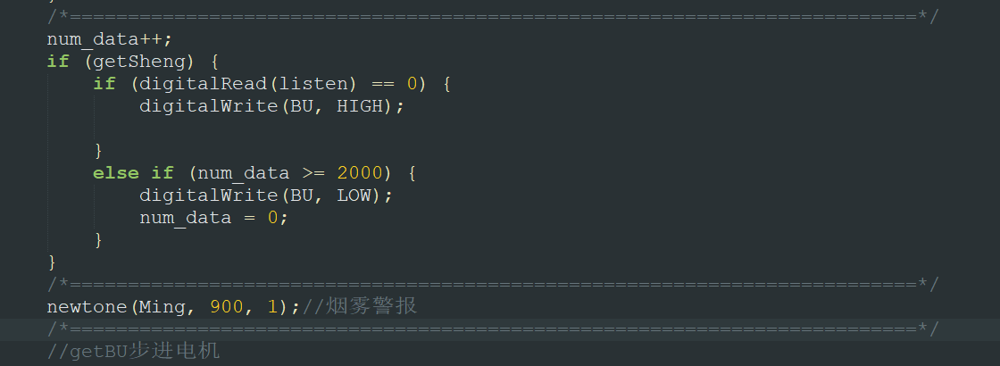 }
/*=========================================================================*/
num_data++;
if (getSheng) {
if (digitalRead(listen) == 0) {
digitalWrite(BU, HIGH);
}
else if (num_data >= 2000) {
digitalWrite(BU, LOW);
num_data = 0;
}
}
/*=========================================================================*/
newtone(Ming, 900, 1);//烟雾警报
/*=========================================================================*/
//getBU步进电机